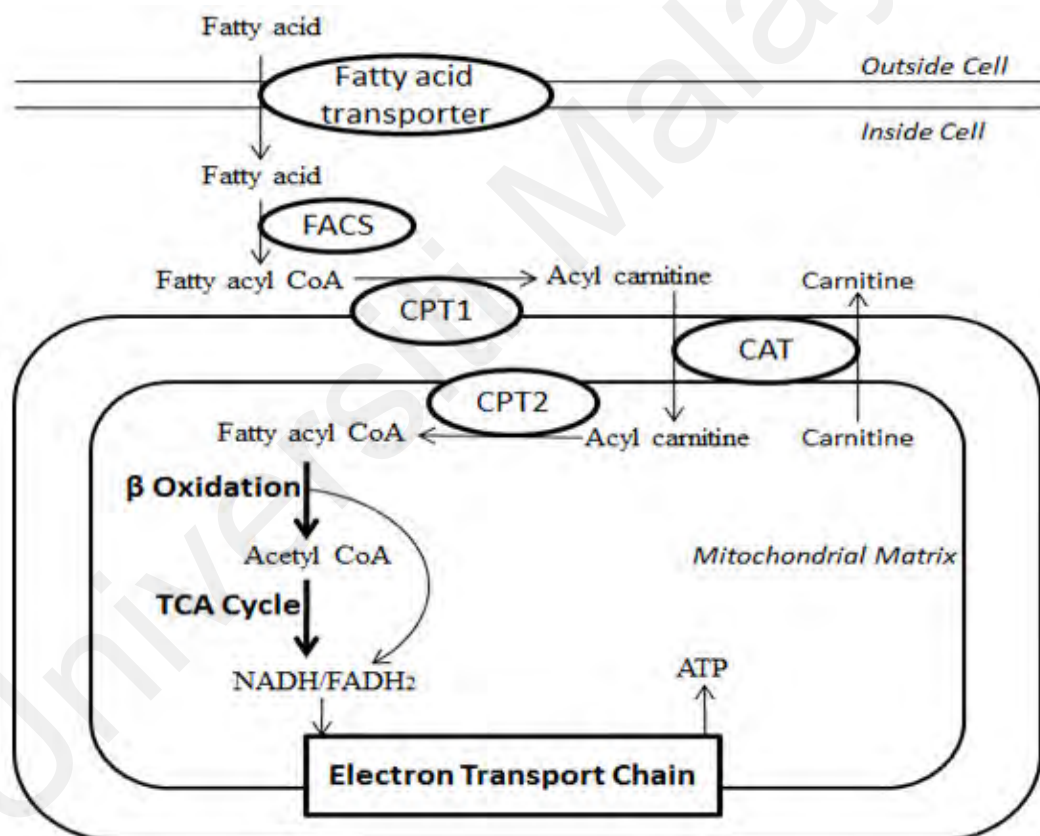 Fatty acid
Outside Cell
Fatty acid
transporter
Inside Cell
Fatty acid
FACS
Fatty acyl CoA
Acyl carnitine
Carnitine
CPT1
CAT
CPT2
Fatty acyl CoA
Acyl carnitine
Carnitine
β Oxidation
Acetyl CoA
Mitochondrial Matrix
TCA Cycle
NADH/FADH₂
ATP
Electron Transport Chain